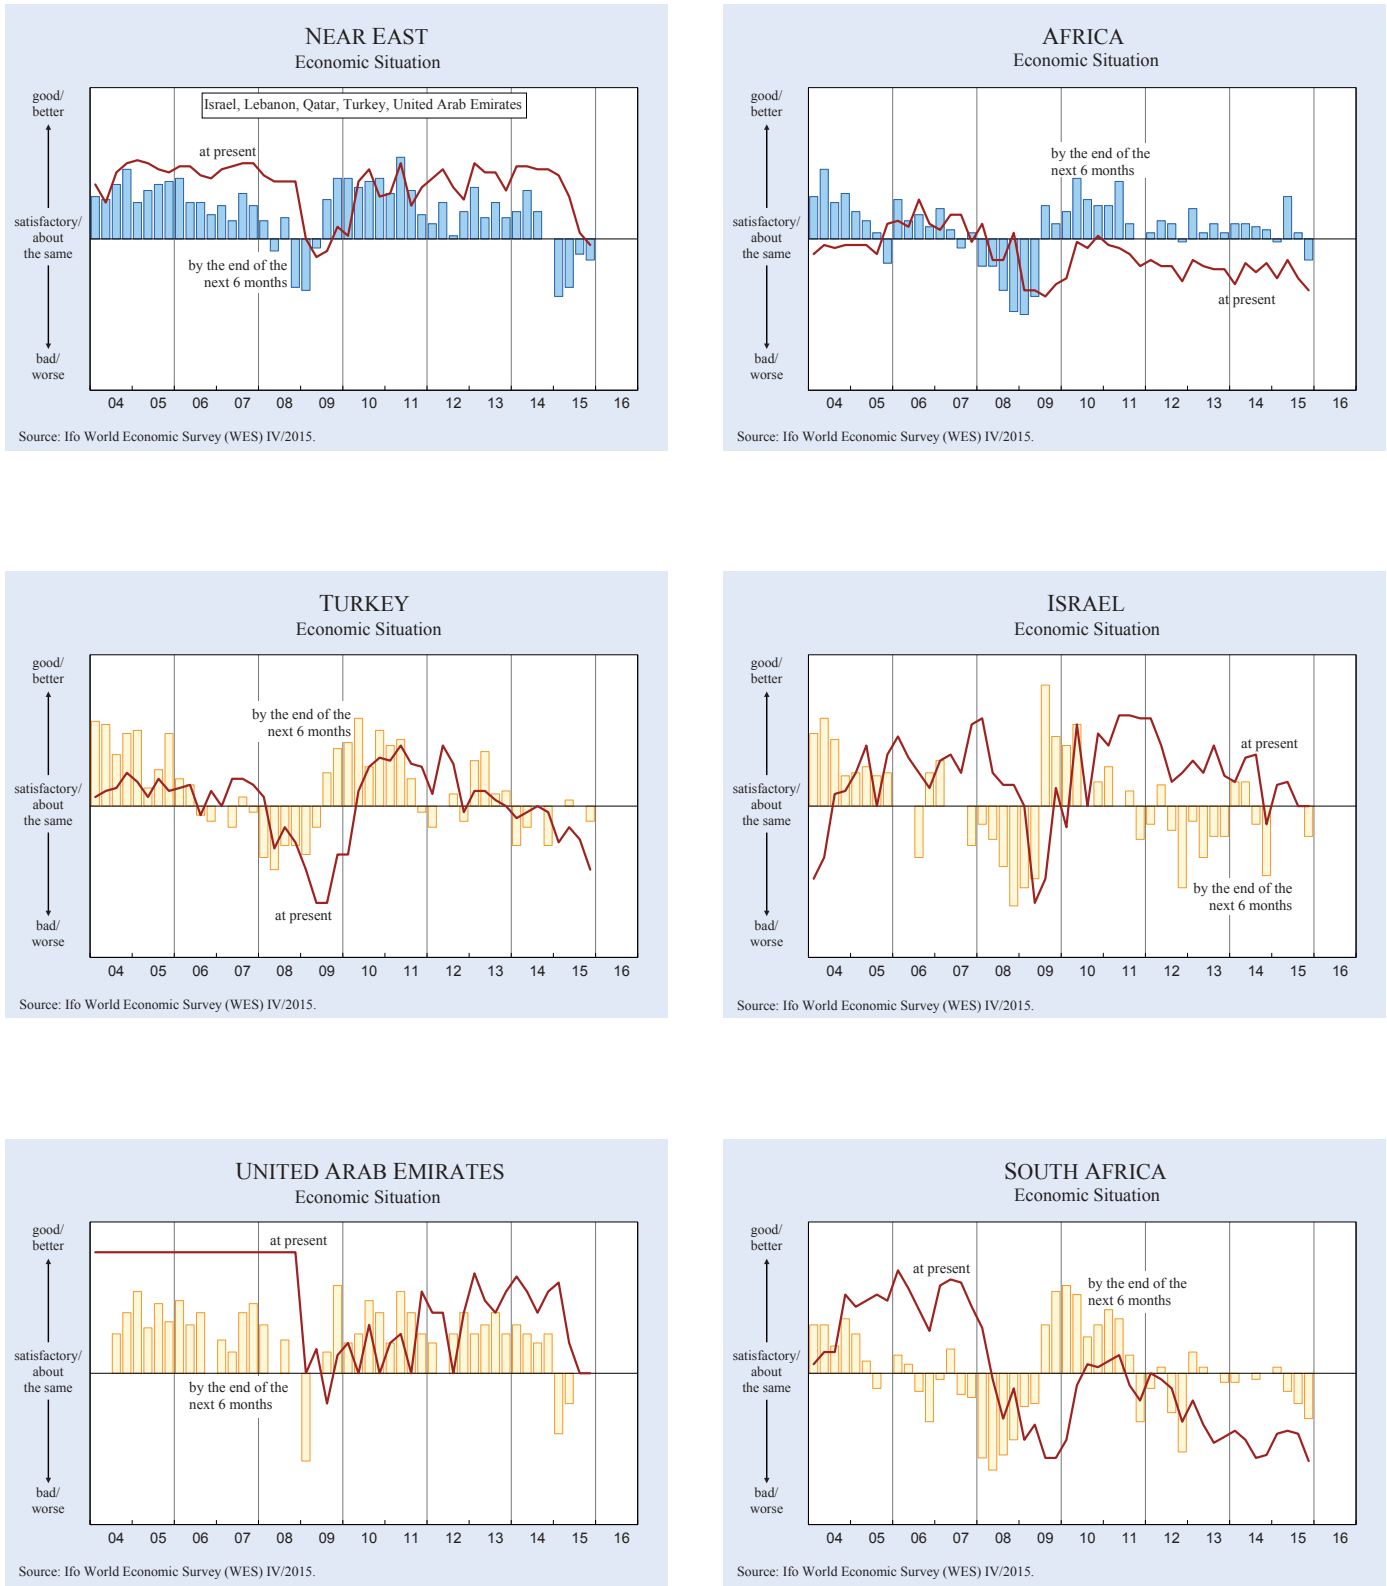 NEAR EAST
Economic Situation
good/
better
Israel, Lebanon, Qatar, Turkey, United Arab Emirates
at present
satisfactory/
about
the same
by the end of the
next 6 months
bad/
worse
04 05 06 07 08 09 10 11 12 13 14 15 16
Source: Ifo World Economic Survey (WES) IV/2015.
AFRICA
Economic Situation
good/
better
by the end of the
next 6 months
satisfactory/
about
the same
at present
bad/
worse
04 05 06 07 08 09 10 11 12 13 14 15 16
Source: Ifo World Economic Survey (WES) IV/2015.
TURKEY
Economic Situation
good/
better
by the end of the
next 6 months
satisfactory/
about
the same
at present
bad/
worse
04 05 06 07 08 09 10 11 12 13 14 15 16
Source: Ifo World Economic Survey (WES) IV/2015.
ISRAEL
Economic Situation
good/
better
at present
satisfactory/
about
the same
by the end of the
next 6 months
bad/
worse
04 05 06 07 08 09 10 11 12 13 14 15 16
Source: Ifo World Economic Survey (WES) IV/2015.
UNITED ARAB EMIRATES
Economic Situation
good/
better
at present
satisfactory/
about
the same
by the end of the
next 6 months
bad/
worse
04 05 06 07 08 09 10 11 12 13 14 15 16
Source: Ifo World Economic Survey (WES) IV/2015.
SOUTH AFRICA
Economic Situation
good/
better
at present
by the end of the
next 6 months
satisfactory/
about
the same
bad/
worse
04 05 06 07 08 09 10 11 12 13 14 15 16
Source: Ifo World Economic Survey (WES) IV/2015.